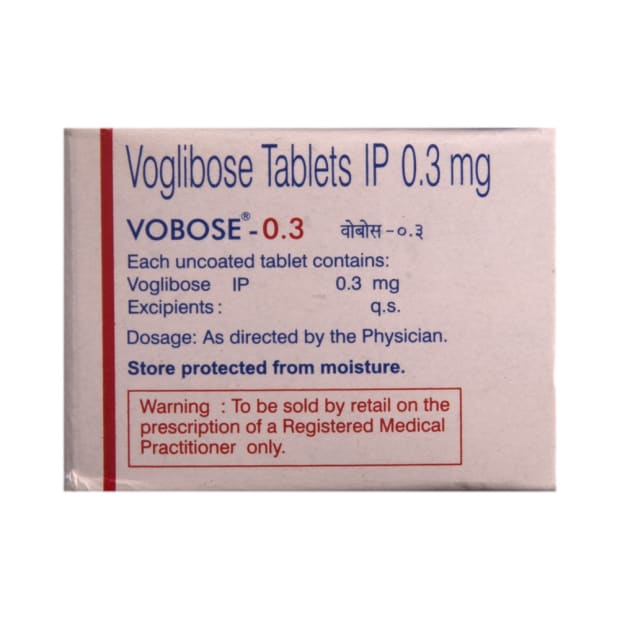 Voglibose Tablets IP 0.3 mg
VOBOSE®-0.3 वोबोस-०.३
Each uncoated tablet contains:
Voglibose IP 0.3 mg
Excipients : q.s.
Dosage: As directed by the Physician.
Store protected from moisture.
Warning : To be sold by retail on the
prescription of a Registered Medical
Practitioner only.